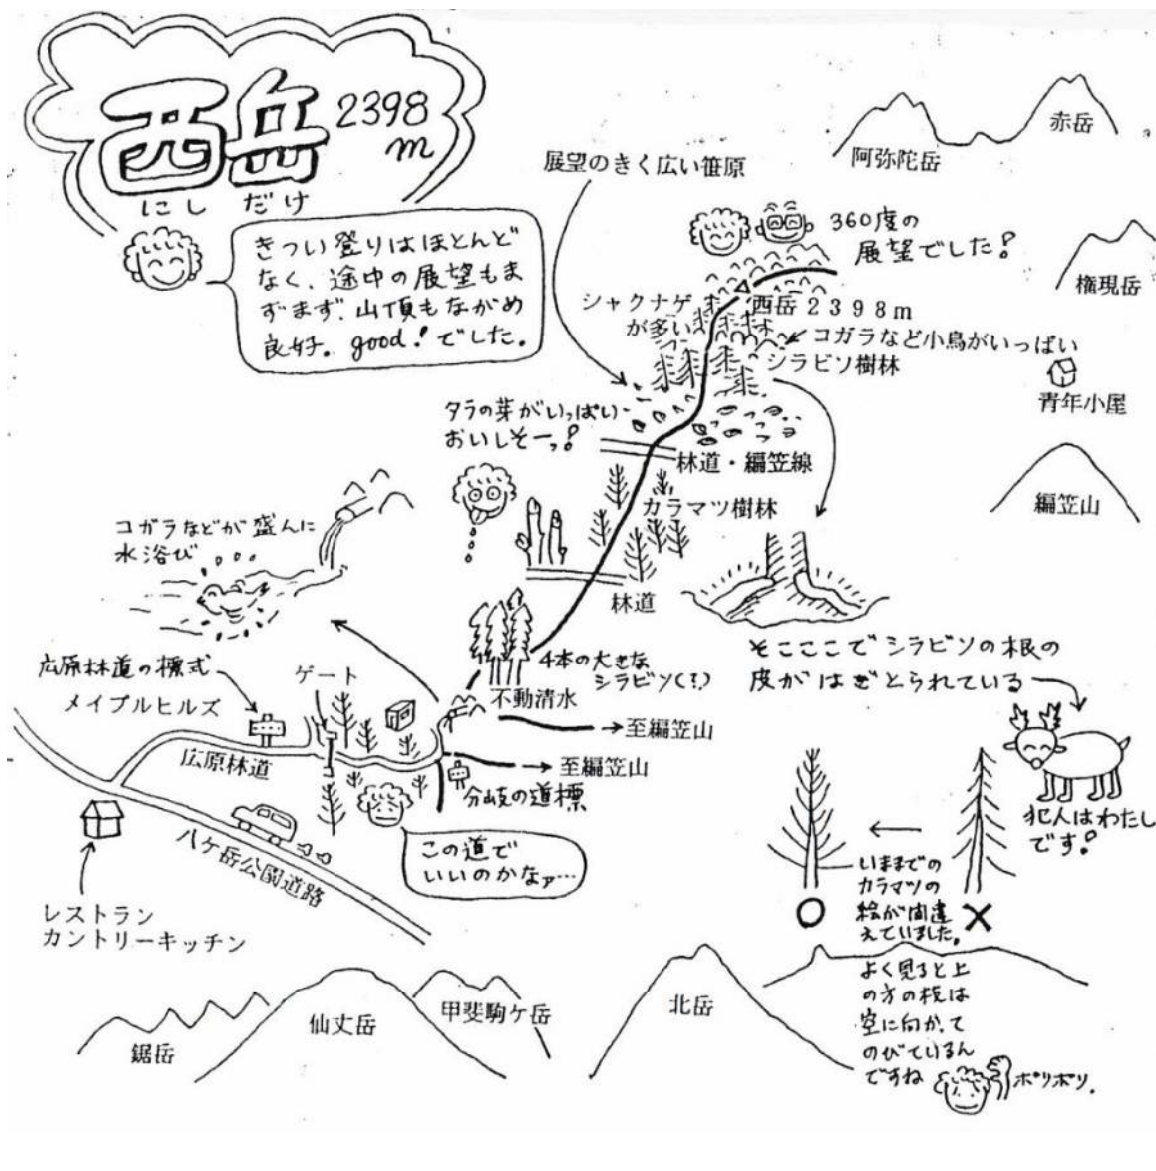 西岳 2398m
にしだけ
きつい登りはほとんど
なく、途中の展望もま
ずまず、山頂もながめ
良好。good!でした。
展望のきく広い笹原
阿弥陀岳
赤岳
360度の
展望でした!
権現岳
シャクナゲ
が多い
西岳 2398m
コガラなど小鳥がいっぱい
シラビソ樹林
青年小屋
タラの芽がいっぱい
おいしそーっ!
林道・編笠線
編笠山
カラマツ樹林
コガラなどが盛んに
水浴び
林道
そこここでシラビソの根の
皮がはぎとられている
4本の大きな
シラビソ(?)
不動清水
広原林道の標式
ゲート
メイプルヒルズ
至編笠山
広原林道
至編笠山
分岐の道標
犯人はわたし
です!
この道で
いいのかなァ…
八ケ岳公園道路
レストラン
カントリーキッチン
いままでの
カラマツの
絵が間違
えていました。
よく見ると上
の方の枝は
空に向かって
のびているん
ですね
ポリポリ.
鋸岳
仙丈岳
甲斐駒ケ岳
北岳